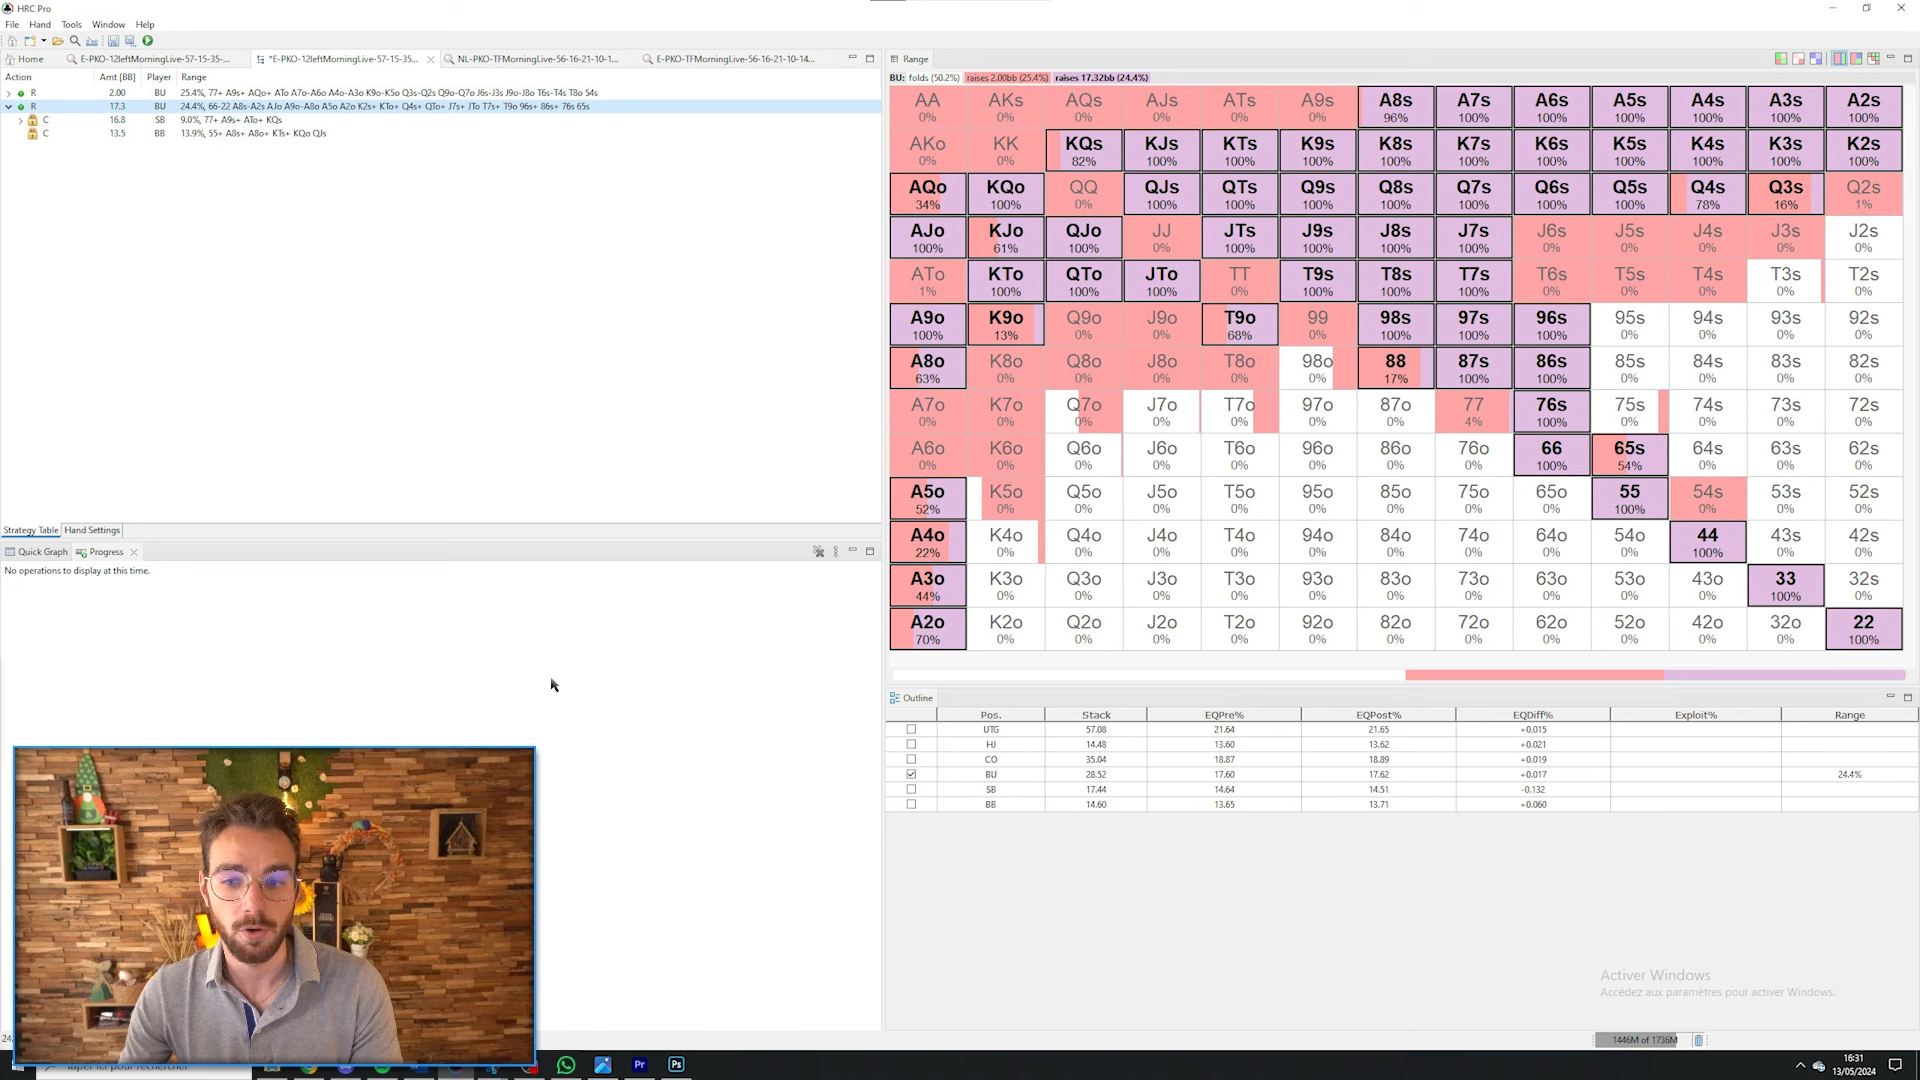 HRC Pro
File Hand Tools Window Help
Home E-PKO-12leftMorningLive-57-15-35-... *E-PKO-12leftMorningLive-57-15-35... NL-PKO-TFMorningLive-56-16-21-10-1... E-PKO-TFMorningLive-56-16-21-10-14...
Action Amt [BB] Player Range
R 2.00 BU 25.4%, 77+ A9s+ AQo+ ATo A7o-A6o A4o-A3o K9o-K5o Q3s-Q2s Q9o-Q7o J6s-J3s J9o-J8o T6s-T4s T8o 54s
R 17.3 BU 24.4%, 66-22 A8s-A2s AJo A9o-A8o A5o A2o K2s+ KTo+ Q4s+ QTo+ J7s+ JTo T7s+ T9o 96s+ 86s+ 76s 65s
C 16.8 SB 9.0%, 77+ A9s+ ATo+ KQs
C 13.5 BB 13.9%, 55+ A8s+ A8o+ KTs+ KQo QJs
Strategy Table Hand Settings
Quick Graph Progress
No operations to display at this time.
Range
BU: folds (50.2%) raises 2.00bb (25.4%) raises 17.32bb (24.4%)
AA AKs AQs AJs ATs A9s A8s A7s A6s A5s A4s A3s A2s
0% 0% 0% 0% 0% 0% 96% 100% 100% 100% 100% 100% 100%
AKo KK KQs KJs KTs K9s K8s K7s K6s K5s K4s K3s K2s
0% 0% 82% 100% 100% 100% 100% 100% 100% 100% 100% 100% 100%
AQo KQo QQ QJs QTs Q9s Q8s Q7s Q6s Q5s Q4s Q3s Q2s
34% 100% 0% 100% 100% 100% 100% 100% 100% 100% 78% 16% 1%
AJo KJo QJo JJ JTs J9s J8s J7s J6s J5s J4s J3s J2s
100% 61% 100% 0% 100% 100% 100% 100% 0% 0% 0% 0% 0%
ATo KTo QTo JTo TT T9s T8s T7s T6s T5s T4s T3s T2s
1% 100% 100% 100% 0% 100% 100% 100% 0% 0% 0% 0% 0%
A9o K9o Q9o J9o T9o 99 98s 97s 96s 95s 94s 93s 92s
100% 13% 0% 0% 68% 0% 100% 100% 100% 0% 0% 0% 0%
A8o K8o Q8o J8o T8o 98o 88 87s 86s 85s 84s 83s 82s
63% 0% 0% 0% 0% 0% 17% 100% 100% 0% 0% 0% 0%
A7o K7o Q7o J7o T7o 97o 87o 77 76s 75s 74s 73s 72s
0% 0% 0% 0% 0% 0% 0% 4% 100% 0% 0% 0% 0%
A6o K6o Q6o J6o T6o 96o 86o 76o 66 65s 64s 63s 62s
0% 0% 0% 0% 0% 0% 0% 0% 100% 54% 0% 0% 0%
A5o K5o Q5o J5o T5o 95o 85o 75o 65o 55 54s 53s 52s
52% 0% 0% 0% 0% 0% 0% 0% 0% 100% 0% 0% 0%
A4o K4o Q4o J4o T4o 94o 84o 74o 64o 54o 44 43s 42s
22% 0% 0% 0% 0% 0% 0% 0% 0% 0% 100% 0% 0%
A3o K3o Q3o J3o T3o 93o 83o 73o 63o 53o 43o 33 32s
44% 0% 0% 0% 0% 0% 0% 0% 0% 0% 0% 100% 0%
A2o K2o Q2o J2o T2o 92o 82o 72o 62o 52o 42o 32o 22
70% 0% 0% 0% 0% 0% 0% 0% 0% 0% 0% 0% 100%
Outline
Pos. Stack EQPre% EQPost% EQDiff% Exploit% Range
UTG 57.08 21.64 21.65 +0.015
HJ 14.48 13.60 13.62 +0.021
CO 35.04 18.87 18.89 +0.019
BU 28.52 17.60 17.62 +0.017 24.4%
SB 17.44 14.64 14.51 -0.132
BB 14.60 13.65 13.71 +0.060
Activer Windows
Accédez aux paramètres pour activer Windows.
1446M of 1736M
Pr Ps
16:31
13/05/2024